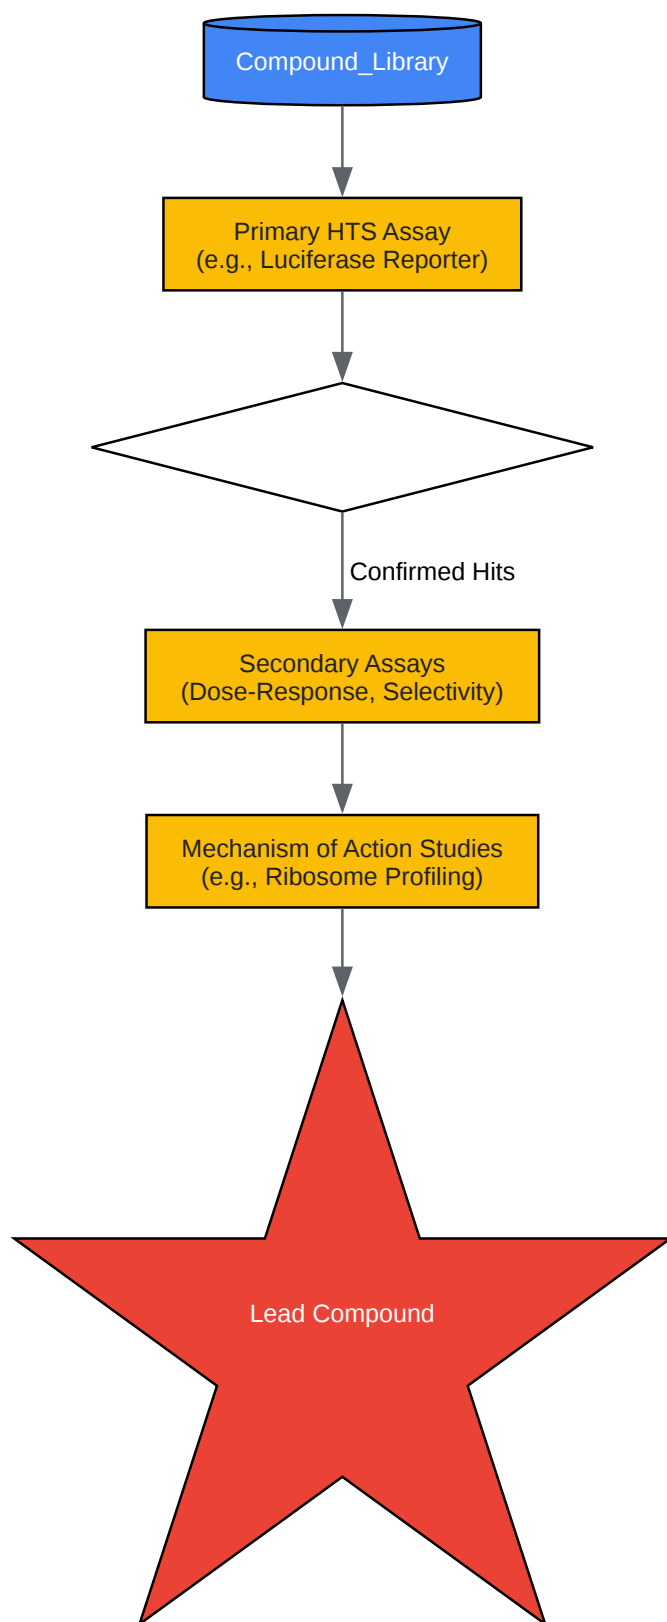 Compound_Library
Primary HTS Assay
(e.g., Luciferase Reporter)
Confirmed Hits
Secondary Assays
(Dose-Response, Selectivity)
Mechanism of Action Studies
(e.g., Ribosome Profiling)
Lead Compound